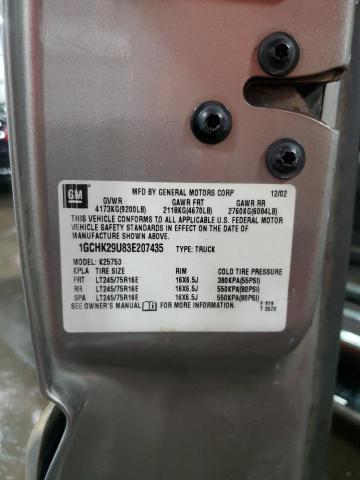 GM
MFD BY GENERAL MOTORS CORP 12/02
GVWR GAWR FRT GAWR RR
4173KG(9200LB) 2118KG(4670LB) 2760KG(6084LB)
THIS VEHICLE CONFORMS TO ALL APPLICABLE U.S. FEDERAL MOTOR
VEHICLE SAFETY STANDARDS IN EFFECT ON THE DATE OF
MANUFACTURE SHOWN ABOVE.
1GCHK29U83E207435 TYPE: TRUCK
MODEL: K25753
KPLA TIRE SIZE RIM COLD TIRE PRESSURE
FRT LT245/75R16E 16X6.5J 380KPA(55PSI)
RR LT245/75R16E 16X6.5J 550KPA(80PSI)
SPA LT245/75R16E 16X6.5J 550KPA(80PSI)
SEE OWNER'S MANUAL FOR MORE INFORMATION.
F 919
T 2573